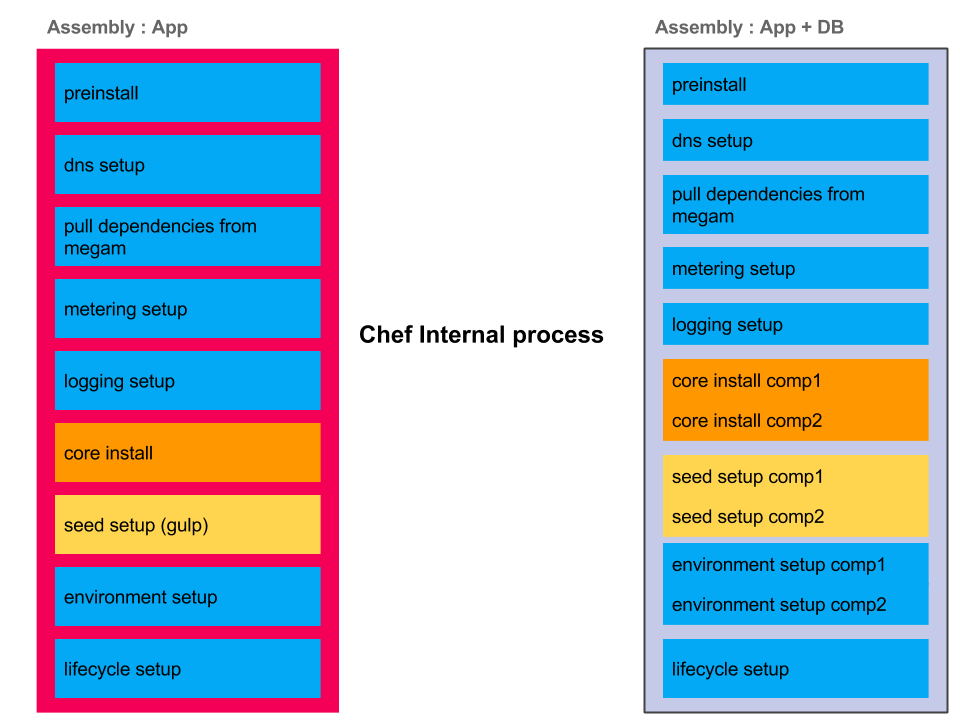 Assembly : App
preinstall
dns setup
pull dependencies from
megam
metering setup
logging setup
core install
seed setup (gulp)
environment setup
lifecycle setup
Chef Internal process
Assembly : App + DB
preinstall
dns setup
pull dependencies from
megam
metering setup
logging setup
core install comp1
core install comp2
seed setup comp1
seed setup comp2
environment setup comp1
environment setup comp2
lifecycle setup